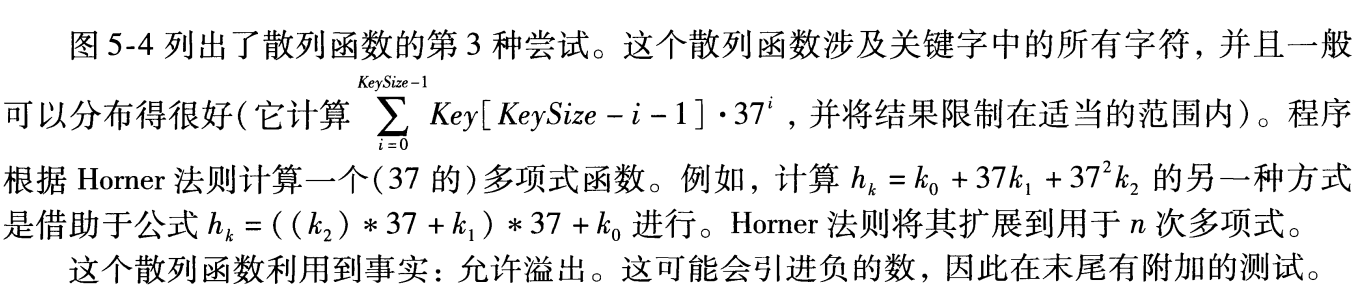 图 5-4 列出了散列函数的第 3 种尝试。这个散列函数涉及关键字中的所有字符，并且一般
可以分布得很好(它计算 $\sum_{i=0}^{KeySize-1} Key[KeySize-i-1]\cdot 37^i$ ，并将结果限制在适当的范围内)。程序
根据 Horner 法则计算一个(37 的)多项式函数。例如，计算 $h_k = k_0 + 37k_1 + 37^2k_2$ 的另一种方式
是借助于公式 $h_k = ((k_2) * 37 + k_1) * 37 + k_0$ 进行。Horner 法则将其扩展到用于 n 次多项式。
这个散列函数利用到事实：允许溢出。这可能会引进负的数，因此在末尾有附加的测试。